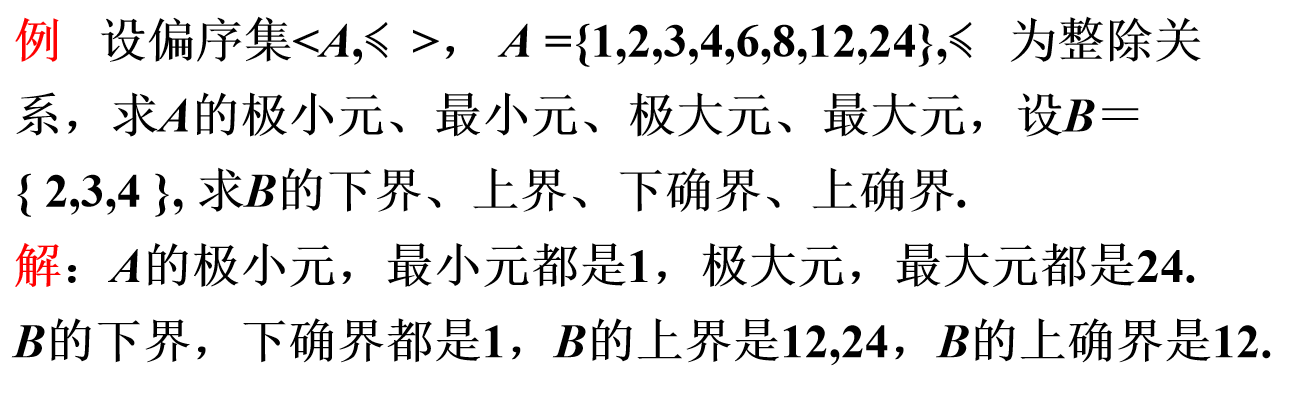 例 设偏序集<A,≼ >， A ={1,2,3,4,6,8,12,24},≼ 为整除关
系，求A的极小元、最小元、极大元、最大元，设B＝
{ 2,3,4 }, 求B的下界、上界、下确界、上确界.
解：A的极小元，最小元都是1，极大元，最大元都是24.
B的下界，下确界都是1，B的上界是12,24，B的上确界是12.